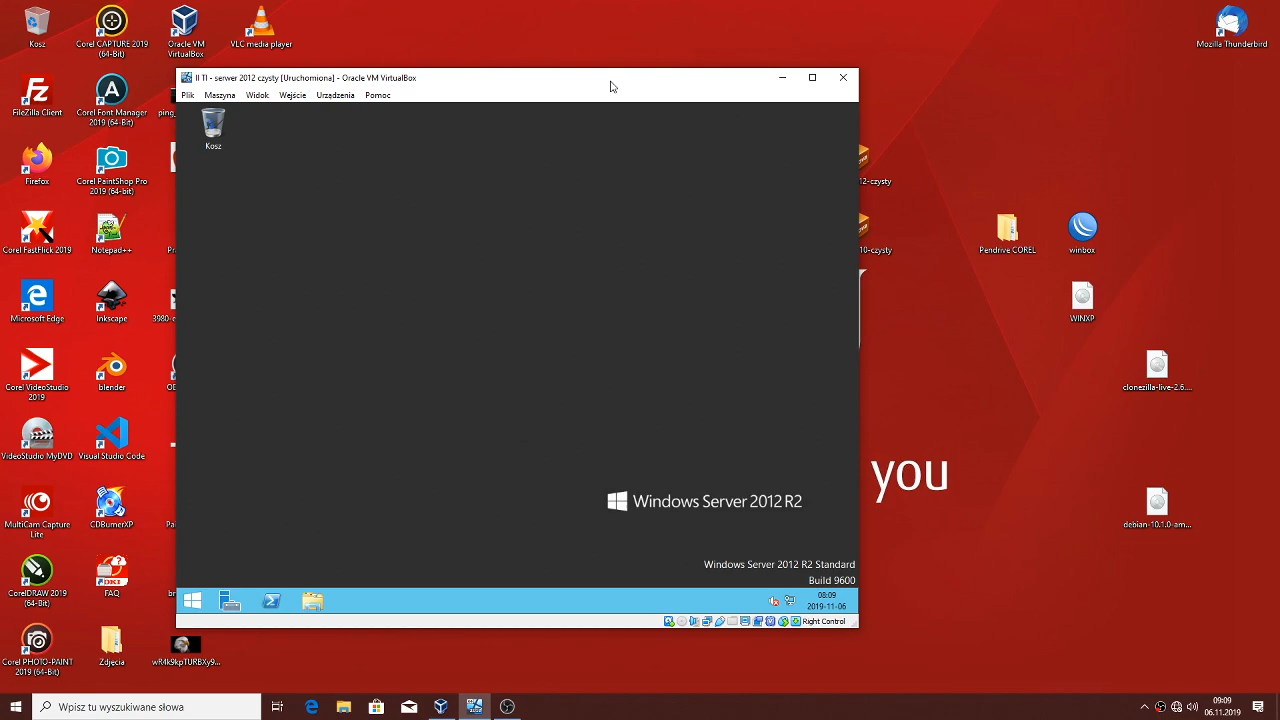 Kosz
Corel CAPTURE 2019
(64-Bit)
Oracle VM
VirtualBox
VLC media player
Mozilla Thunderbird
II TI - serwer 2012 czysty [Uruchomiona] - Oracle VM VirtualBox
Plik Maszyna Widok Wejście Urządzenia Pomoc
Kosz
FileZilla Client
Corel Font Manager
2019 (64-Bit)
ping_
Firefox
Corel PaintShop Pro
2019 (64-bit)
12-czysty
Corel FastFlick 2019
Notepad++
10-czysty
Pendrive COREL
winbox
Microsoft Edge
Inkscape
3980-e
WINXP
Corel VideoStudio
2019
blender
clonezilla-live-2.6....
VideoStudio MyDVD
Visual Studio Code
you
MultiCam Capture
Lite
CDBurnerXP
debian-10.1.0-am...
Windows Server 2012 R2
Windows Server 2012 R2 Standard
Build 9600
CorelDRAW 2019
(64-Bit)
FAQ
08:09
2019-11-06
Right Control
Corel PHOTO-PAINT
2019 (64-Bit)
Zdjęcia
wR4k9kpTURBXy9...
Wpisz tu wyszukiwane słowa
09:09
06.11.2019